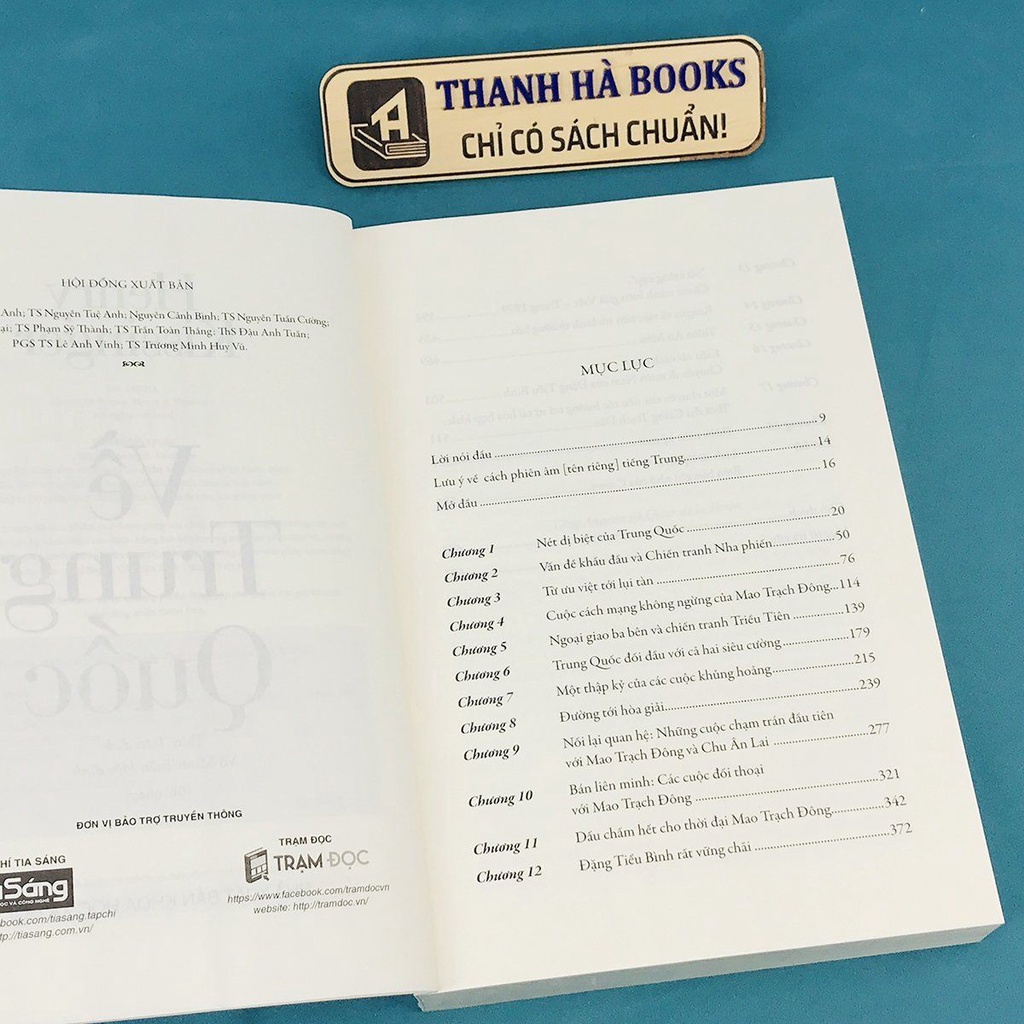 THANH HÀ BOOKS
CHỈ CÓ SÁCH CHUẨN!
HỘI ĐỒNG XUẤT BẢN
Anh; TS Nguyễn Tuệ Anh; Nguyễn Cảnh Bình; TS Nguyễn Tuấn Cường;
ại; TS Phạm Sỹ Thành; TS Trần Toàn Thắng; ThS Đậu Anh Tuấn;
PGS TS Lê Anh Vinh; TS Trương Minh Huy Vũ.
Về
Trung
Quốc
ĐƠN VỊ BẢO TRỢ TRUYỀN THÔNG
HÍ TIA SÁNG
Sáng
TRẠM ĐỌC
TRẠM ĐỌC
book.com/tiasang.tapchi
tp://tiasang.com.vn/
https://www.facebook.com/tramdocvn
website: http://tramdoc.vn/
MỤC LỤC
Lời nói đầu 9
Lưu ý về cách phiên âm [tên riêng] tiếng Trung 14
Mở đầu 16
Chương 1 Nét dị biệt của Trung Quốc 20
Chương 2 Vấn đề khấu đầu và Chiến tranh Nha phiến 50
Chương 3 Từ ưu việt tới lụi tàn 76
Chương 4 Cuộc cách mạng không ngừng của Mao Trạch Đông 114
Chương 5 Ngoại giao ba bên và chiến tranh Triều Tiên 139
Chương 6 Trung Quốc đối đầu với cả hai siêu cường 179
Chương 7 Một thập kỷ của các cuộc khủng hoảng 215
Chương 8 Đường tới hòa giải 239
Chương 9 Nối lại quan hệ: Những cuộc chạm trán đầu tiên
với Mao Trạch Đông và Chu Ân Lai 277
Chương 10 Bán liên minh: Các cuộc đối thoại
với Mao Trạch Đông 321
Chương 11 Dấu chấm hết cho thời đại Mao Trạch Đông 342
Chương 12 Đặng Tiểu Bình rất vững chãi 372